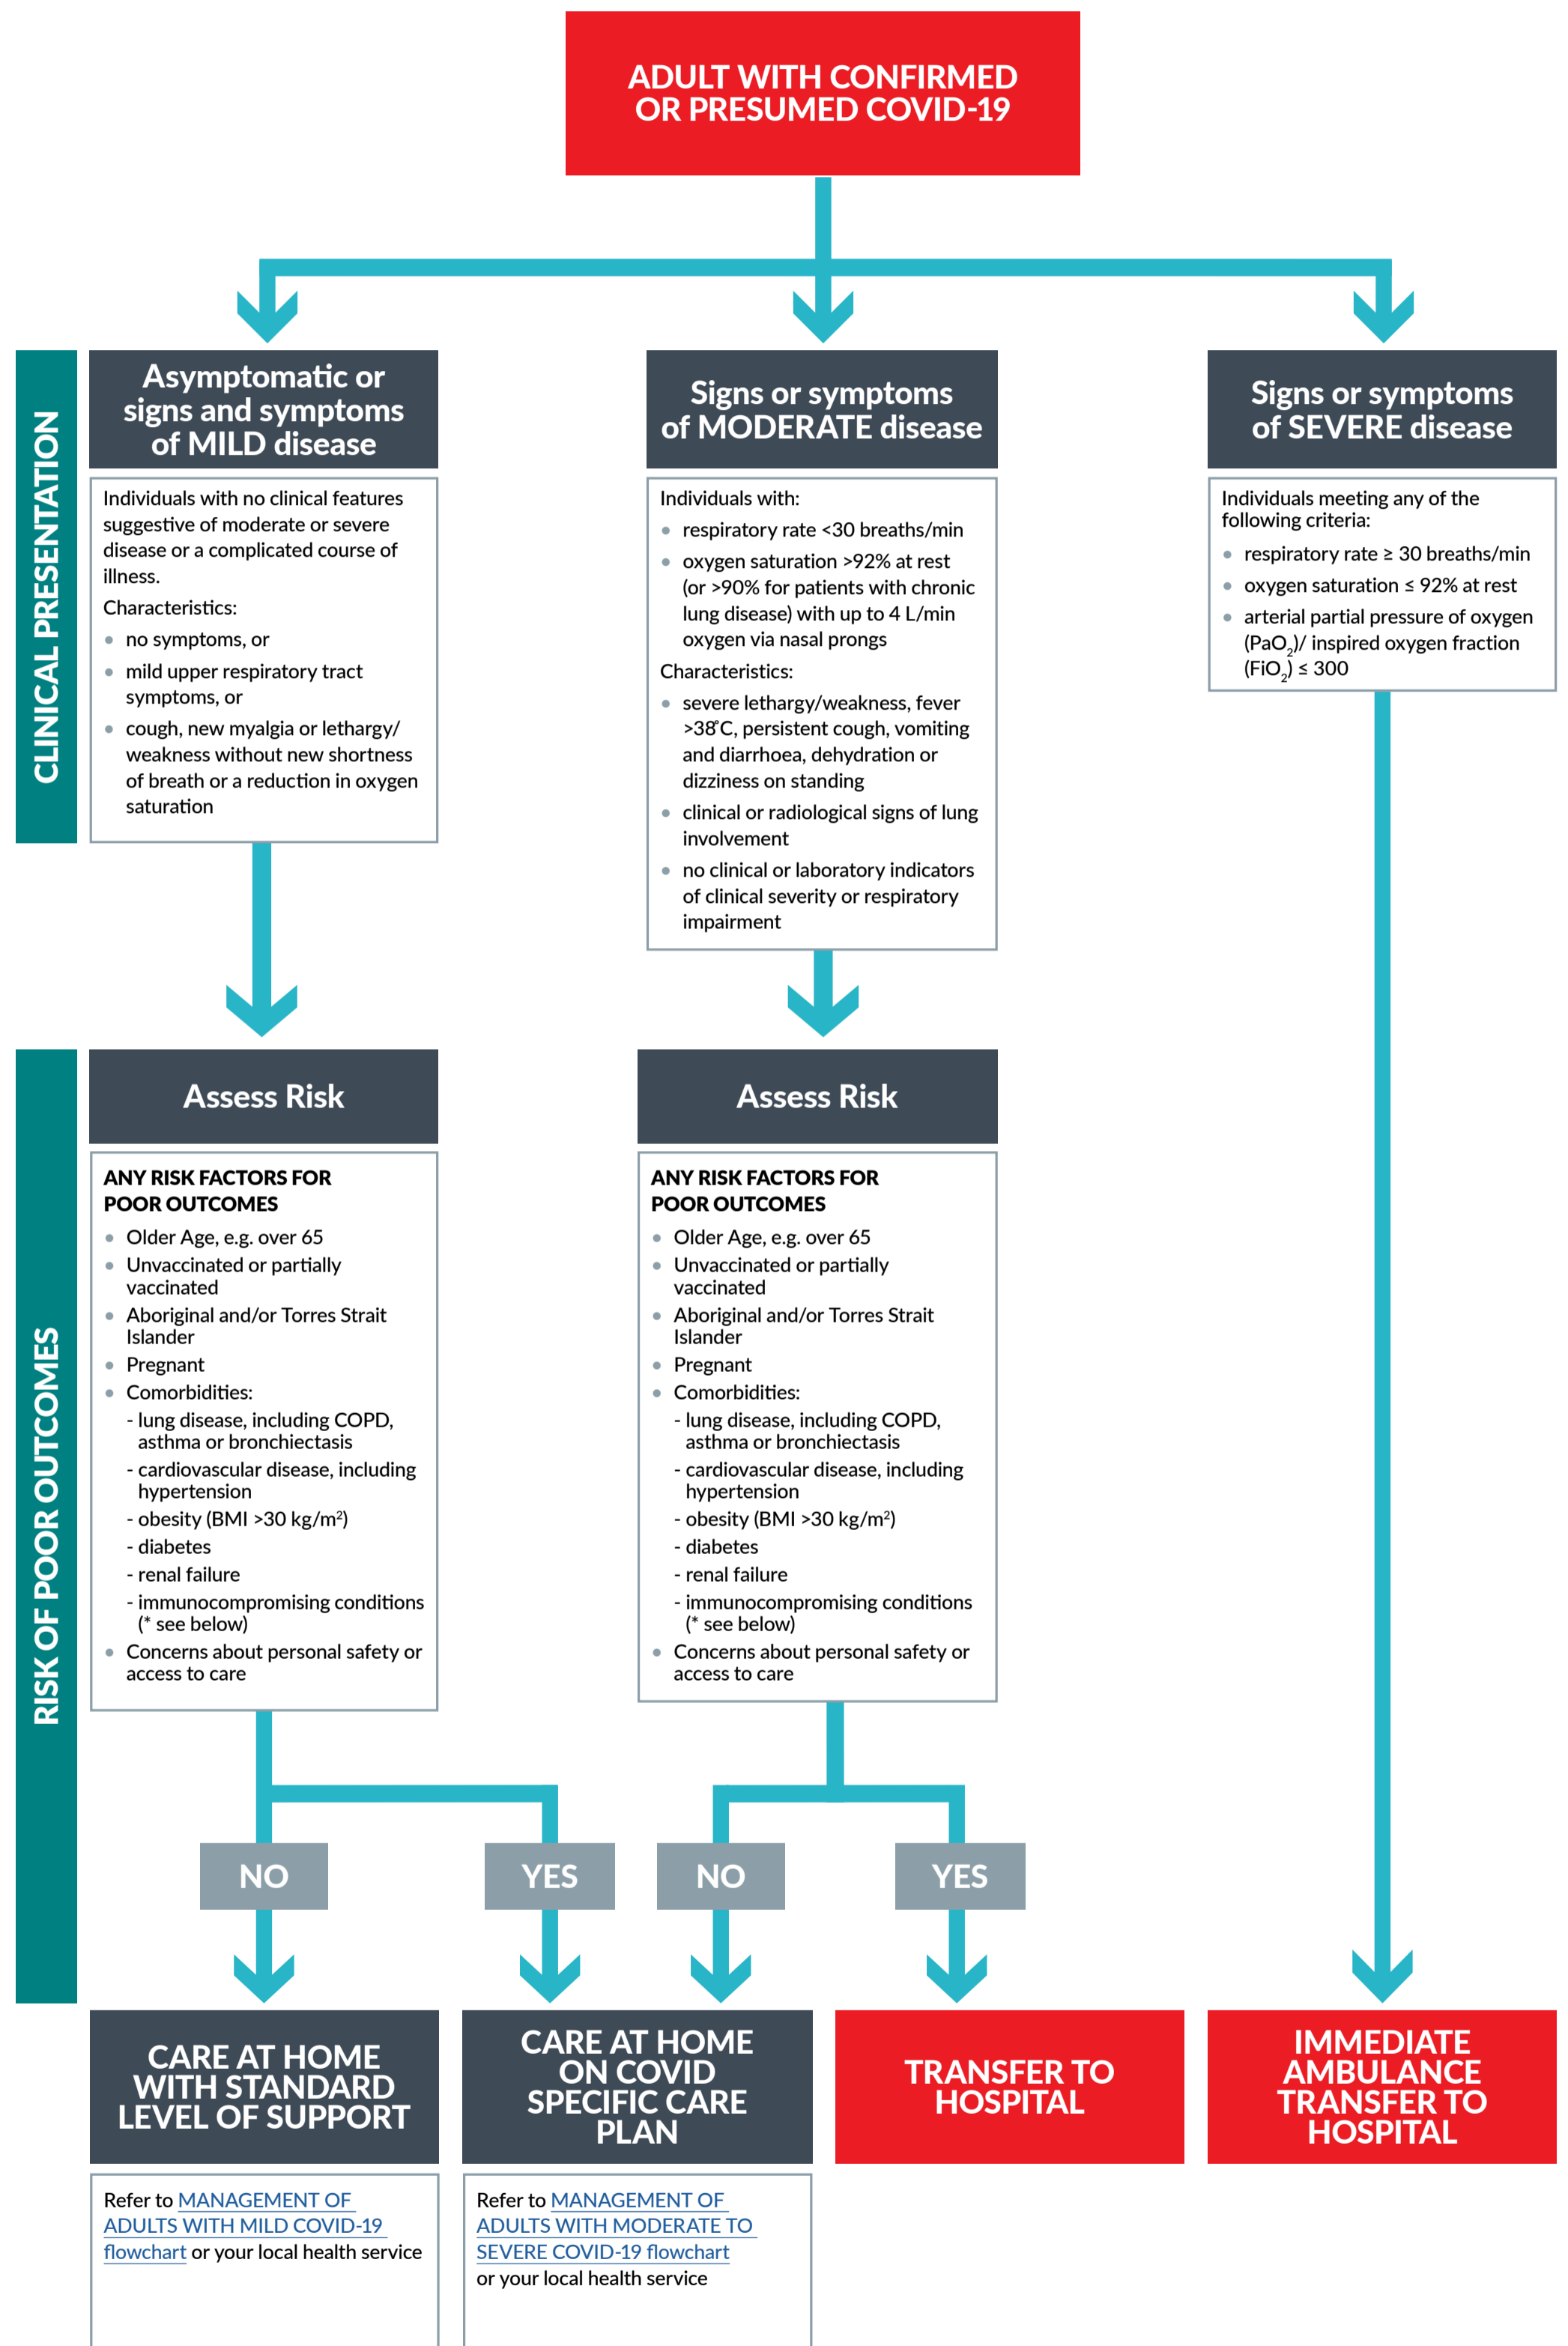 ADULT WITH CONFIRMED
OR PRESUMED COVID-19
CLINICAL PRESENTATION
Asymptomatic or
signs and symptoms
of MILD disease
Individuals with no clinical features
suggestive of moderate or severe
disease or a complicated course of
illness.
Characteristics:
• no symptoms, or
• mild upper respiratory tract
symptoms, or
• cough, new myalgia or lethargy/
weakness without new shortness
of breath or a reduction in oxygen
saturation
Signs or symptoms
of MODERATE disease
Individuals with:
• respiratory rate <30 breaths/min
• oxygen saturation >92% at rest
(or >90% for patients with chronic
lung disease) with up to 4 L/min
oxygen via nasal prongs
Characteristics:
• severe lethargy/weakness, fever
>38°C, persistent cough, vomiting
and diarrhoea, dehydration or
dizziness on standing
• clinical or radiological signs of lung
involvement
• no clinical or laboratory indicators
of clinical severity or respiratory
impairment
Signs or symptoms
of SEVERE disease
Individuals meeting any of the
following criteria:
• respiratory rate ≥ 30 breaths/min
• oxygen saturation ≤ 92% at rest
• arterial partial pressure of oxygen
(PaO₂)/ inspired oxygen fraction
(FiO₂) ≤ 300
RISK OF POOR OUTCOMES
Assess Risk
ANY RISK FACTORS FOR
POOR OUTCOMES
• Older Age, e.g. over 65
• Unvaccinated or partially
vaccinated
• Aboriginal and/or Torres Strait
Islander
• Pregnant
• Comorbidities:
- lung disease, including COPD,
asthma or bronchiectasis
- cardiovascular disease, including
hypertension
- obesity (BMI >30 kg/m²)
- diabetes
- renal failure
- immunocompromising conditions
(* see below)
• Concerns about personal safety or
access to care
Assess Risk
ANY RISK FACTORS FOR
POOR OUTCOMES
• Older Age, e.g. over 65
• Unvaccinated or partially
vaccinated
• Aboriginal and/or Torres Strait
Islander
• Pregnant
• Comorbidities:
- lung disease, including COPD,
asthma or bronchiectasis
- cardiovascular disease, including
hypertension
- obesity (BMI >30 kg/m²)
- diabetes
- renal failure
- immunocompromising conditions
(* see below)
• Concerns about personal safety or
access to care
NO
YES
NO
YES
CARE AT HOME
WITH STANDARD
LEVEL OF SUPPORT
Refer to MANAGEMENT OF
ADULTS WITH MILD COVID-19
flowchart or your local health service
CARE AT HOME
ON COVID
SPECIFIC CARE
PLAN
Refer to MANAGEMENT OF
ADULTS WITH MODERATE TO
SEVERE COVID-19 flowchart
or your local health service
TRANSFER TO
HOSPITAL
IMMEDIATE
AMBULANCE
TRANSFER TO
HOSPITAL